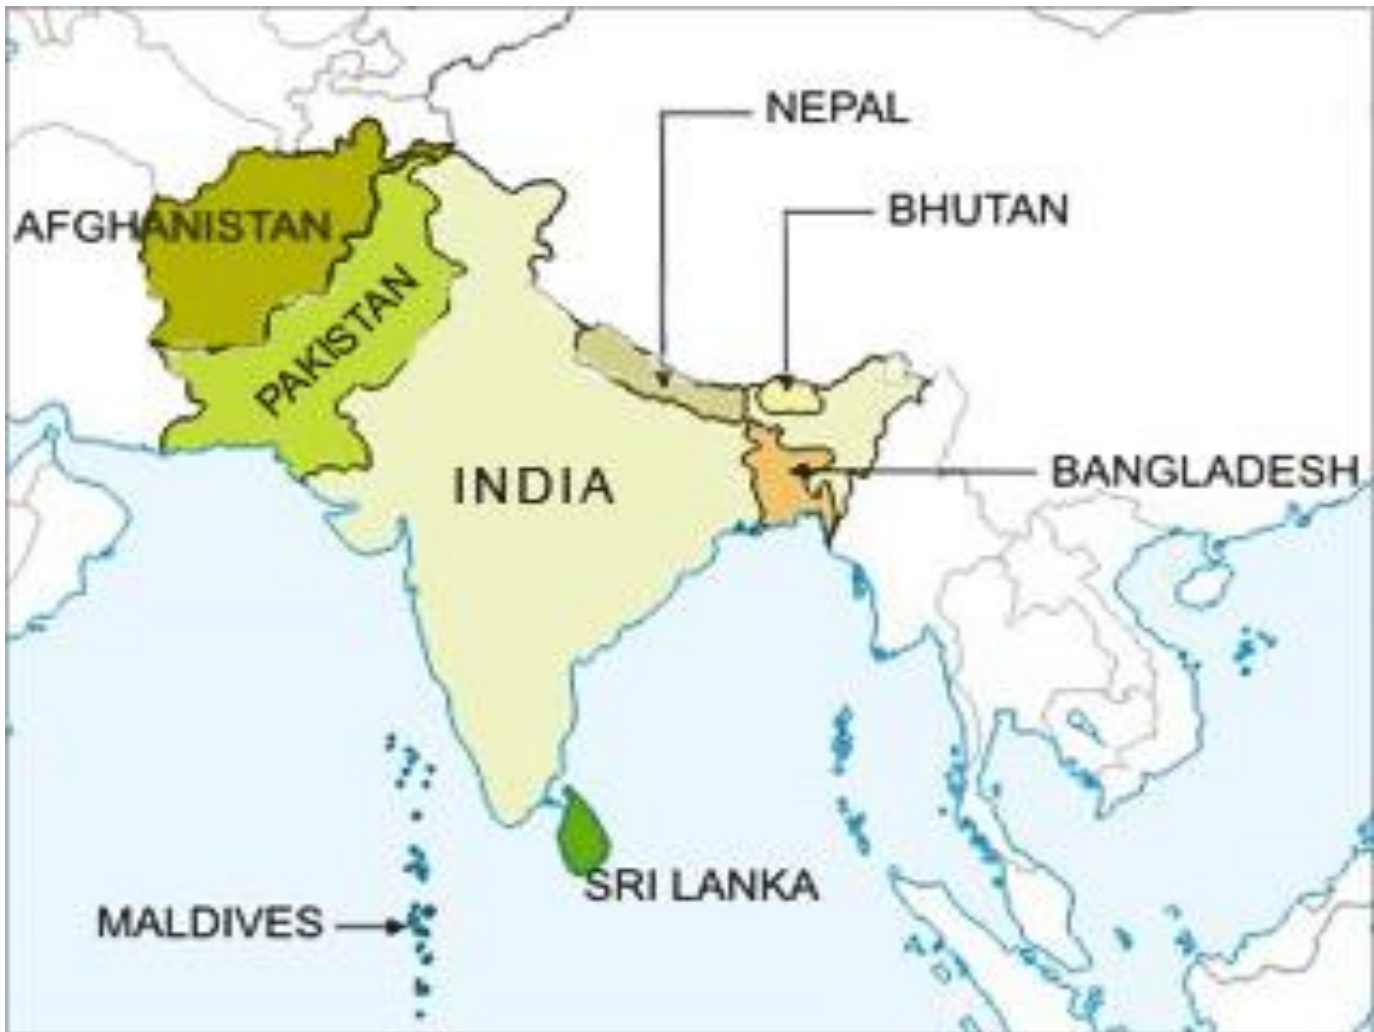 NEPAL
BHUTAN
AFGHANISTAN
PAKISTAN
INDIA
BANGLADESH
SRI LANKA
MALDIVES